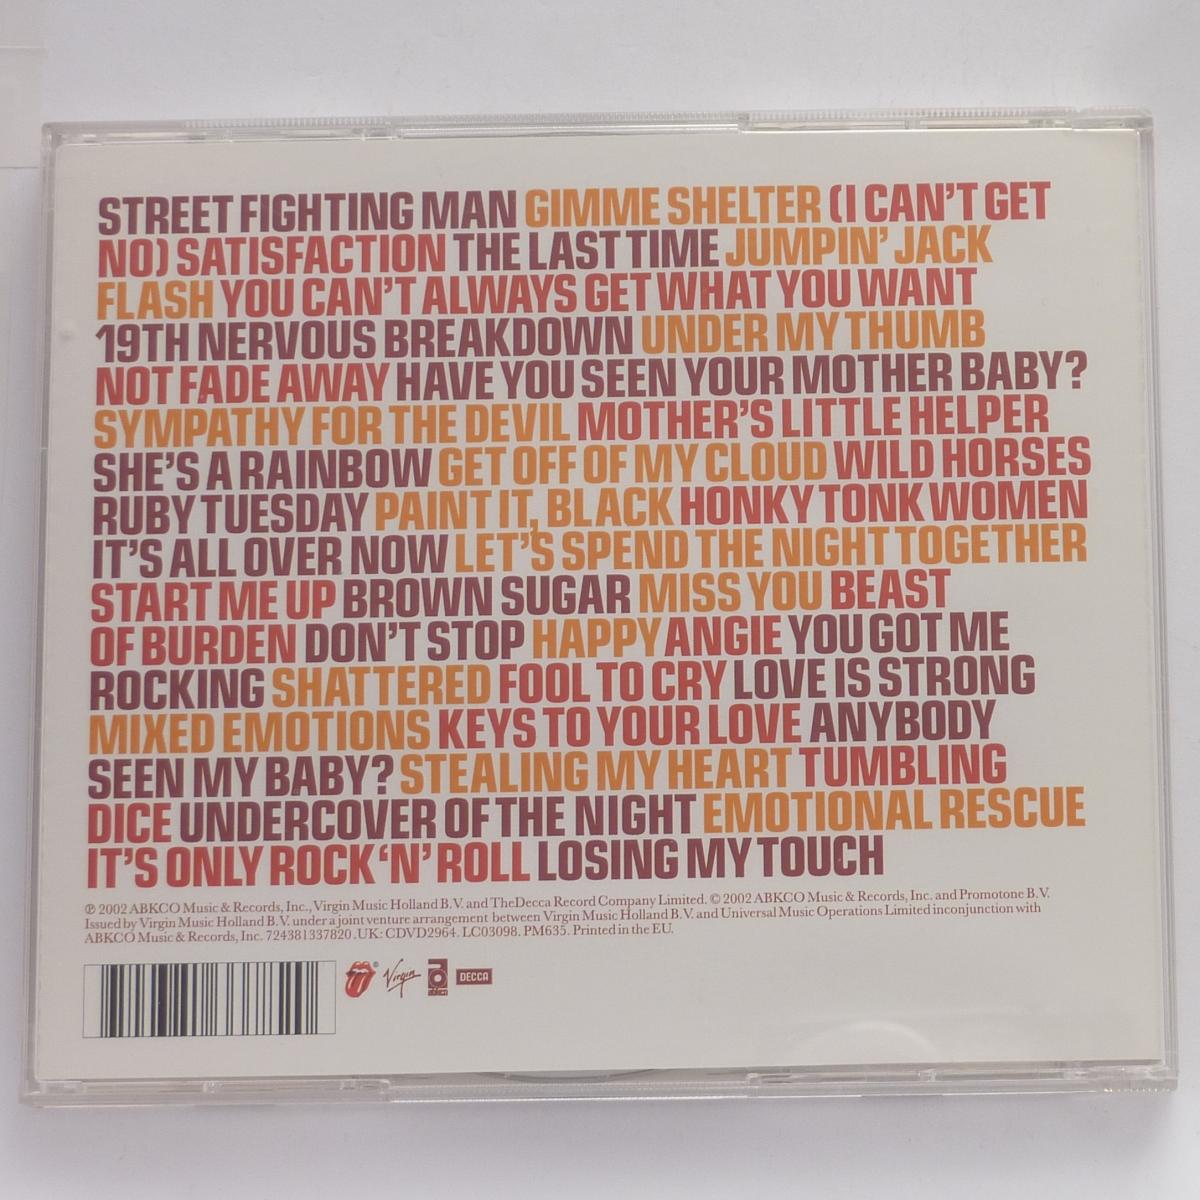 STREET FIGHTING MAN GIMME SHELTER (I CAN'T GET
NO) SATISFACTION THE LAST TIME JUMPIN' JACK
FLASH YOU CAN'T ALWAYS GET WHAT YOU WANT
19TH NERVOUS BREAKDOWN UNDER MY THUMB
NOT FADE AWAY HAVE YOU SEEN YOUR MOTHER BABY?
SYMPATHY FOR THE DEVIL MOTHER'S LITTLE HELPER
SHE'S A RAINBOW GET OFF OF MY CLOUD WILD HORSES
RUBY TUESDAY PAINT IT, BLACK HONKY TONK WOMEN
IT'S ALL OVER NOW LET'S SPEND THE NIGHT TOGETHER
START ME UP BROWN SUGAR MISS YOU BEAST
OF BURDEN DON'T STOP HAPPY ANGIE YOU GOT ME
ROCKING SHATTERED FOOL TO CRY LOVE IS STRONG
MIXED EMOTIONS KEYS TO YOUR LOVE ANYBODY
SEEN MY BABY? STEALING MY HEART TUMBLING
DICE UNDERCOVER OF THE NIGHT EMOTIONAL RESCUE
IT'S ONLY ROCK 'N' ROLL LOSING MY TOUCH
℗ 2002 ABKCO Music & Records, Inc., Virgin Music Holland B.V. and TheDecca Record Company Limited. © 2002 ABKCO Music & Records, Inc. and Promotone B.V.
Issued by Virgin Music Holland B.V. under a joint venture arrangement between Virgin Music Holland B.V. and Universal Music Operations Limited inconjunction with
ABKCO Music & Records, Inc. 724381337820 .UK: CDVD2964. LC03098. PM635. Printed in the EU.
Virgin abkco DECCA